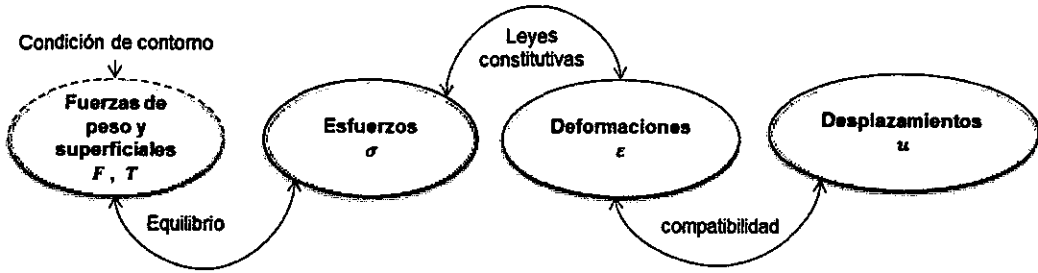 Condición de contorno
Fuerzas de
peso y
superficiales
F , T
Equilibrio
Esfuerzos
σ
Leyes
constitutivas
Deformaciones
ε
compatibilidad
Desplazamientos
u